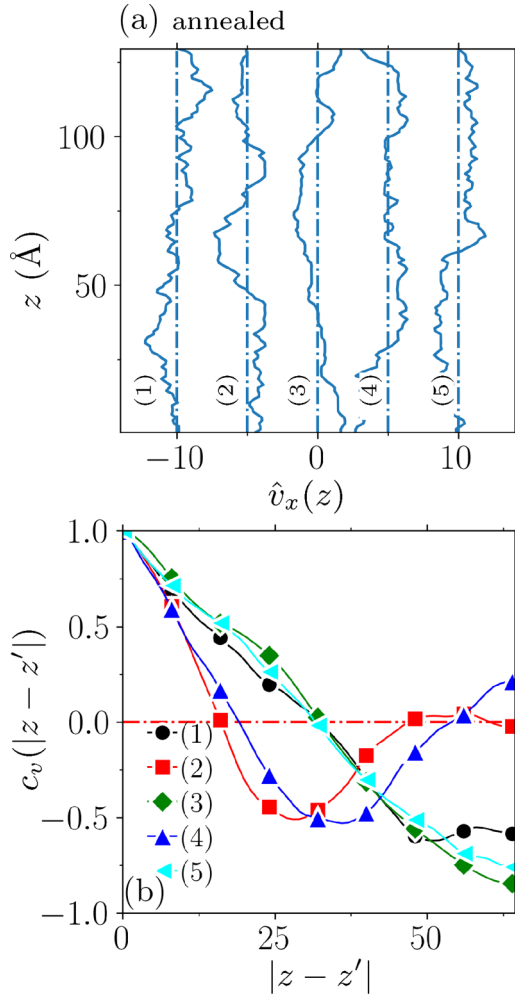 (a) annealed
100
50
z (Å)
(1) (2) (3) (4) (5)
−10 0 10
v̂ₓ(z)
1.0
0.5
0.0
−0.5
−1.0
cᵥ(|z − z′|)
(1)
(2)
(3)
(4)
(5)
(b)
0 25 50
|z − z′|